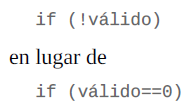 if (!válido)
en lugar de
if (válido==0)